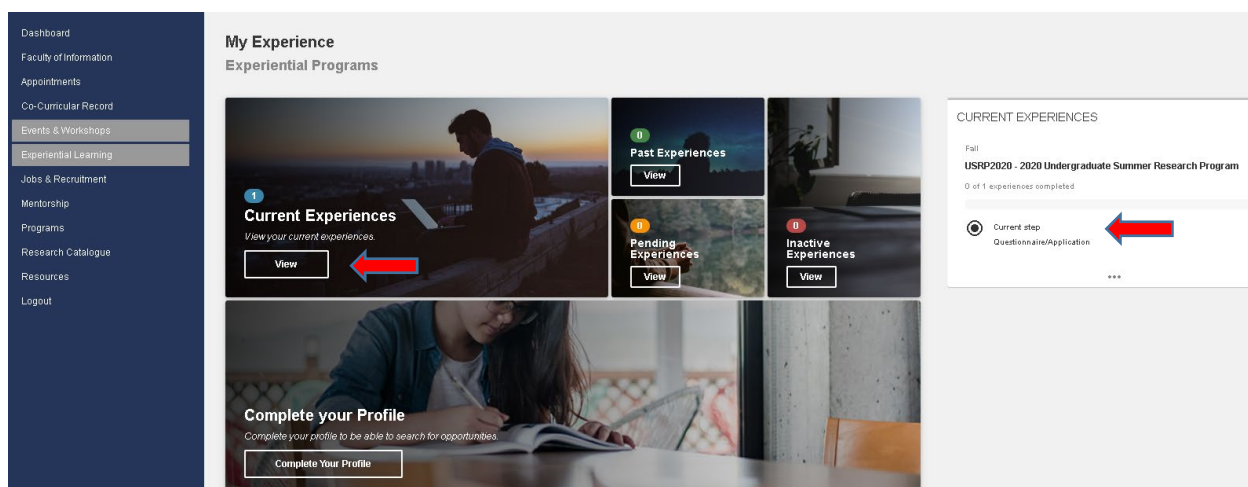 Dashboard
Faculty of Information
Appointments
Co-Curricular Record
Events & Workshops
Experiential Learning
Jobs & Recruitment
Mentorship
Programs
Research Catalogue
Resources
Logout
My Experience
Experiential Programs
1
Current Experiences
View your current experiences.
View
0
Past Experiences
View
0
Pending
Experiences
View
0
Inactive
Experiences
View
Complete your Profile
Complete your profile to be able to search for opportunities.
Complete Your Profile
CURRENT EXPERIENCES
Fall
USRP2020 - 2020 Undergraduate Summer Research Program
0 of 1 experiences completed
Current step
Questionnaire/Application